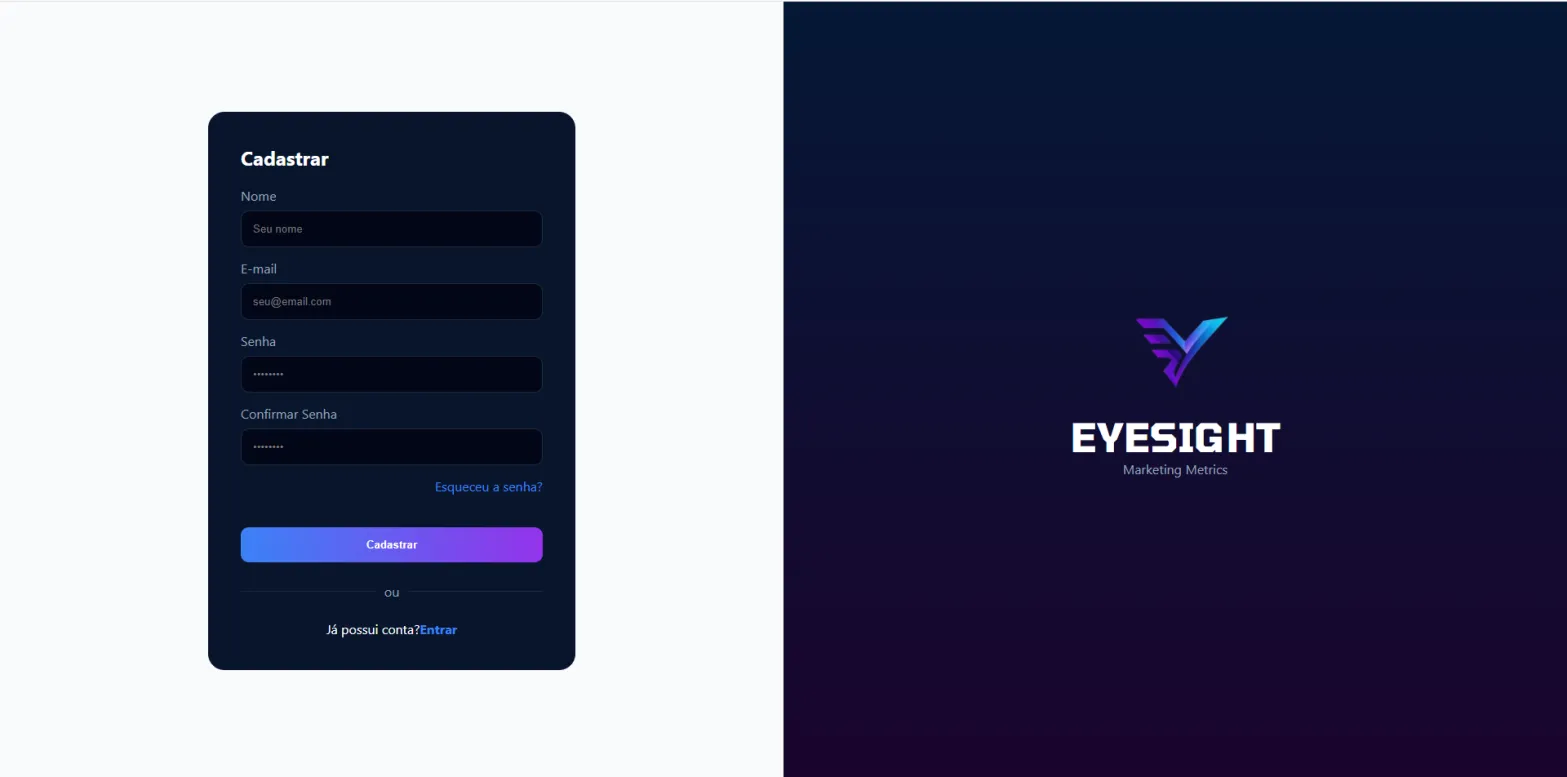 Cadastrar
Nome
Seu nome
E-mail
seu@email.com
Senha
••••••••
Confirmar Senha
••••••••
Esqueceu a senha?
Cadastrar
ou
Já possui conta?Entrar
EYESIGHT
Marketing Metrics